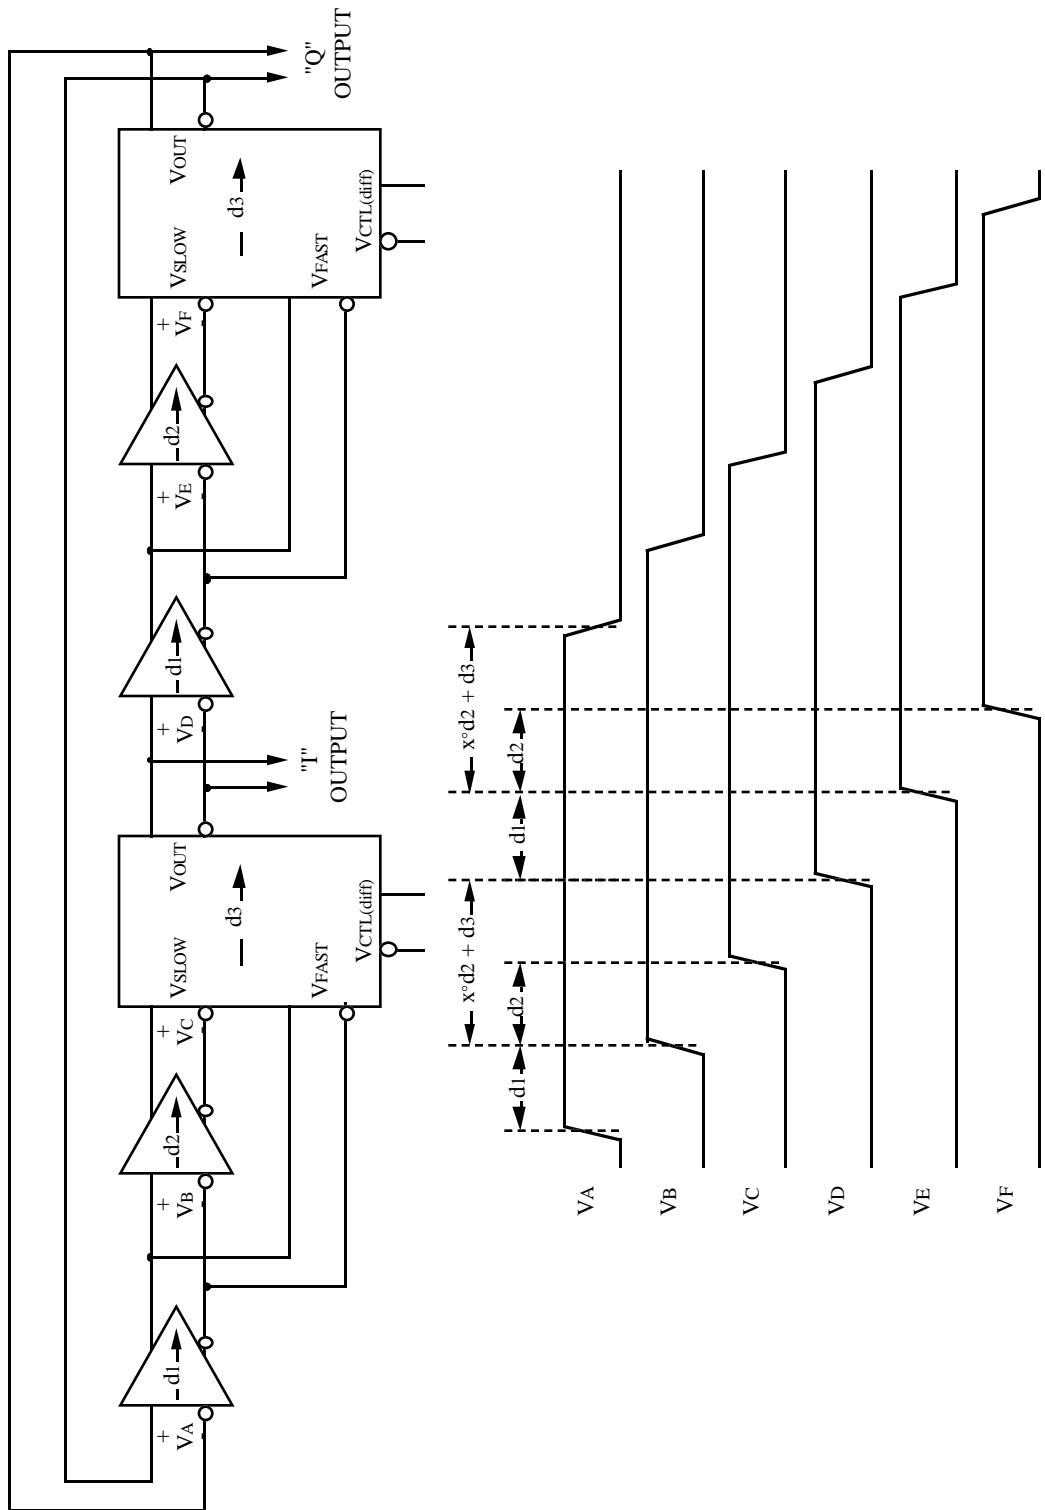 VA
+
-
d1
VB
+
-
d2
VC
+
-
VSLOW
VOUT
d3
VFAST
VCTL(diff)
"I"
OUTPUT
VD
+
-
d1
VE
+
-
d2
VF
+
-
VSLOW
VOUT
d3
VFAST
VCTL(diff)
"Q"
OUTPUT
x°d2 + d3
x°d2 + d3
d1
d2
d1
d2
VA
VB
VC
VD
VE
VF